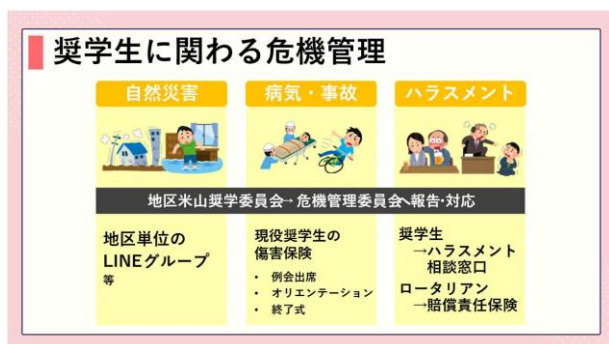 奨学生に関わる危機管理
自然災害
病気・事故
ハラスメント
地区米山奨学委員会→危機管理委員会へ報告・対応
地区単位の
LINEグループ
等
現役奨学生の
傷害保険
• 例会出席
• オリエンテーション
• 終了式
奨学生
→ハラスメント
相談窓口
ロータリアン
→賠償責任保険